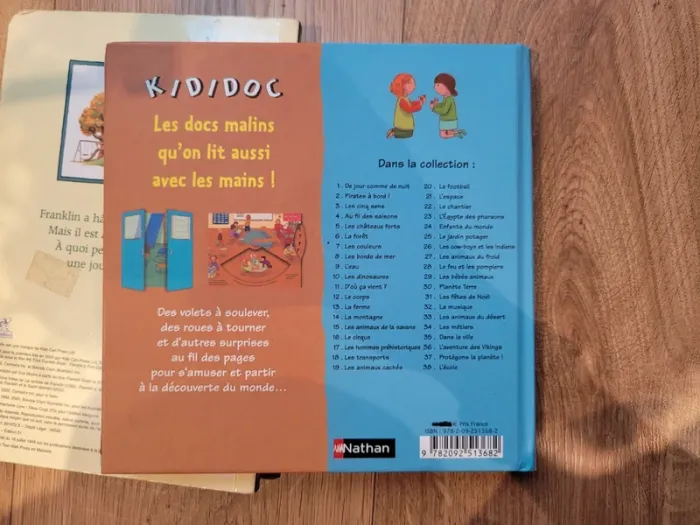 KIDIDOC
Les docs malins
qu'on lit aussi
avec les mains !
Des volets à soulever,
des roues à tourner
et d'autres surprises
au fil des pages
pour s'amuser et partir
à la découverte du monde...
Dans la collection :
1. De jour comme de nuit
2. Pirates à bord !
3. Les cinq sens
4. Au fil des saisons
5. Les châteaux forts
6. La forêt
7. Les couleurs
8. Les bords de mer
9. L'eau
10. Les dinosaures
11. D'où ça vient ?
12. Le corps
13. La ferme
14. La montagne
15. Les animaux de la savane
16. Le cirque
17. Les hommes préhistoriques
18. Les transports
19. Les animaux cachés
20. Le football
21. L'espace
22. Le chantier
23. L'Égypte des pharaons
24. Enfants du monde
25. Le jardin potager
26. Les cow-boys et les Indiens
27. Les animaux du froid
28. Le feu et les pompiers
29. Les bébés animaux
30. Planète Terre
31. Les fêtes de Noël
32. La musique
33. Les animaux du désert
34. Les métiers
35. Dans la ville
36. L'aventure des Vikings
37. Protégeons la planète !
38. L'école
Nathan
Prix France
ISBN : 978-2-09-251368-2
9 782092 513682
Franklin a
Mais il est
À quoi
une jou